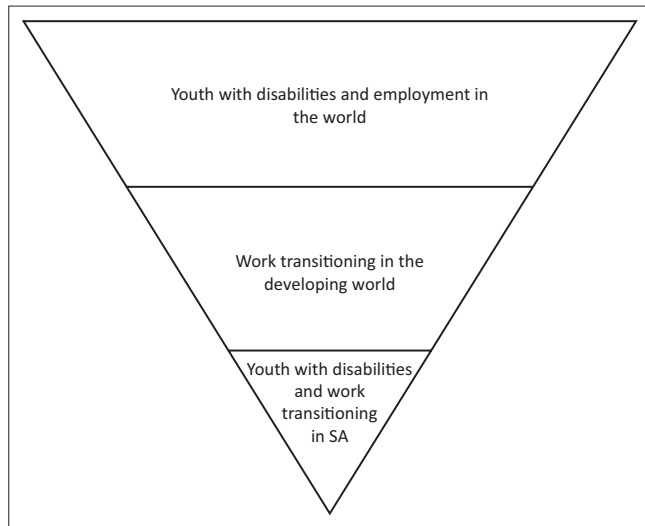 Youth with disabilities and employment in
the world
Work transitioning in the
developing world
Youth with disabilities
and work
transitioning
in SA